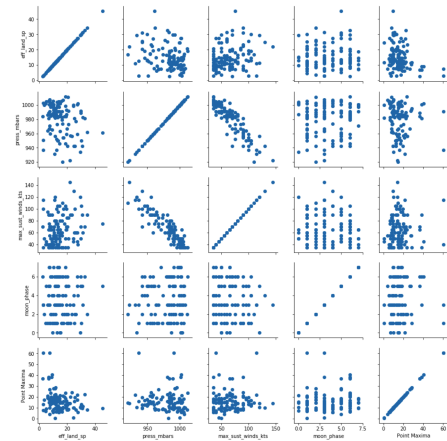 40
30
20
10
0
eff_land_sp
1000
980
960
940
920
press_mbars
140
120
100
80
60
40
max_sust_winds_kts
6
4
2
0
moon_phase
60
50
40
30
20
10
0
Point Maxima
0 20 40
eff_land_sp
950 1000
press_mbars
50 100 150
max_sust_winds_kts
0.0 2.5 5.0 7.5
moon_phase
0 20 40 60
Point Maxima